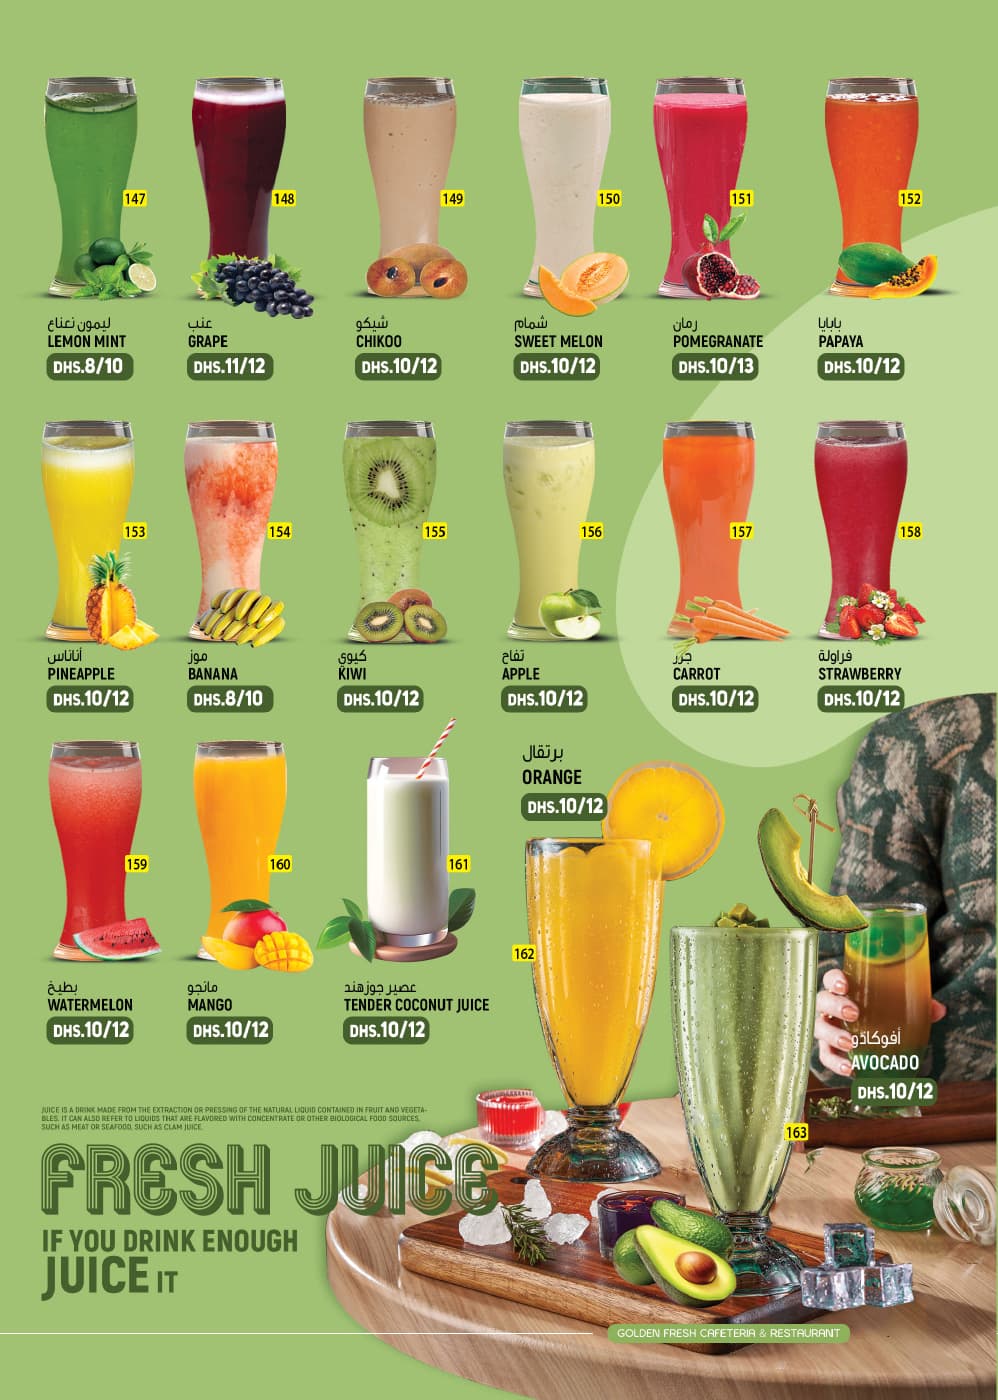 147
148
149
150
151
152
ليمون نعناع
LEMON MINT
DHS.8/10
عنب
GRAPE
DHS.11/12
شيكو
CHIKOO
DHS.10/12
شمام
SWEET MELON
DHS.10/12
رمان
POMEGRANATE
DHS.10/13
بابايا
PAPAYA
DHS.10/12
153
154
155
156
157
158
أناناس
PINEAPPLE
DHS.10/12
موز
BANANA
DHS.8/10
كيوي
KIWI
DHS.10/12
تفاح
APPLE
DHS.10/12
جزر
CARROT
DHS.10/12
فراولة
STRAWBERRY
DHS.10/12
159
160
161
بطيخ
WATERMELON
DHS.10/12
مانجو
MANGO
DHS.10/12
عصير جوزهند
TENDER COCONUT JUICE
DHS.10/12
برتقال
ORANGE
DHS.10/12
162
أفوكادو
AVOCADO
DHS.10/12
163
JUICE IS A DRINK MADE FROM THE EXTRACTION OR PRESSING OF THE NATURAL LIQUID CONTAINED IN FRUIT AND VEGETA-
BLES. IT CAN ALSO REFER TO LIQUIDS THAT ARE FLAVORED WITH CONCENTRATE OR OTHER BIOLOGICAL FOOD SOURCES,
SUCH AS MEAT OR SEAFOOD, SUCH AS CLAM JUICE.
FRESH JUICE
IF YOU DRINK ENOUGH
JUICE IT
GOLDEN FRESH CAFETERIA & RESTAURANT